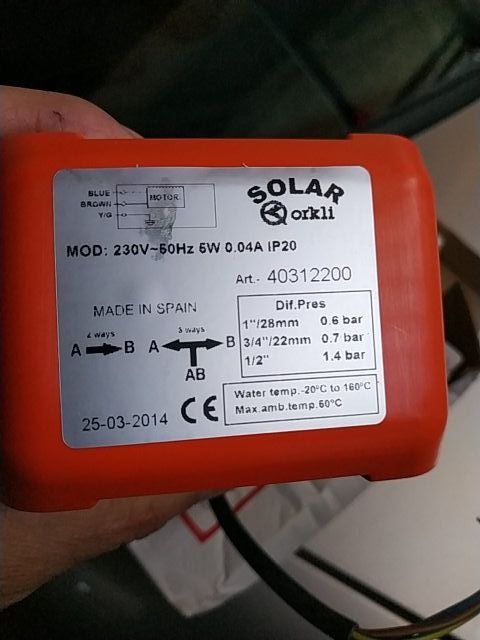 BLUE
BROWN
Y/G
MOTOR
SOLAR
orkli
MOD: 230V~50Hz 5W 0.04A IP20
Art.- 40312200
MADE IN SPAIN
2 ways
A B
3 ways
A B
AB
Dif.Pres
1"/28mm 0.6 bar
3/4"/22mm 0.7 bar
1/2" 1.4 bar
Water temp.-20°C to 160°C
Max.amb.temp.60°C
25-03-2014 CE